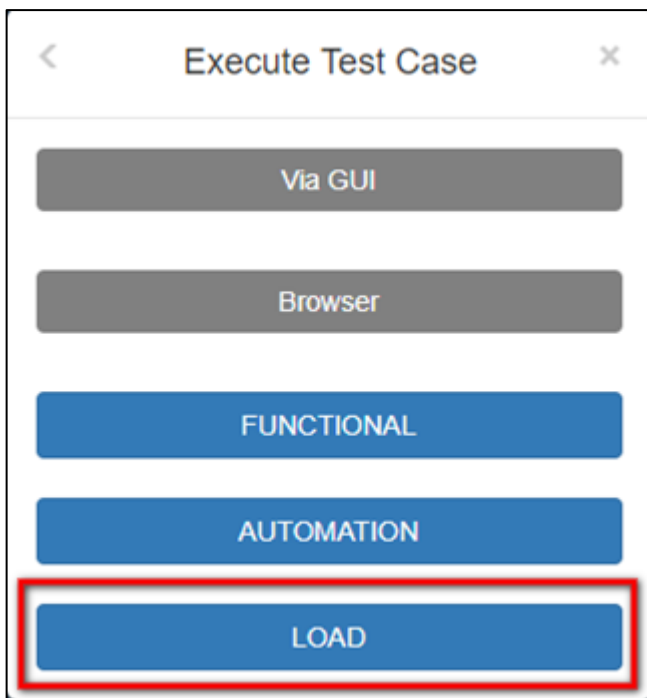 Execute Test Case
Via GUI
Browser
FUNCTIONAL
AUTOMATION
LOAD